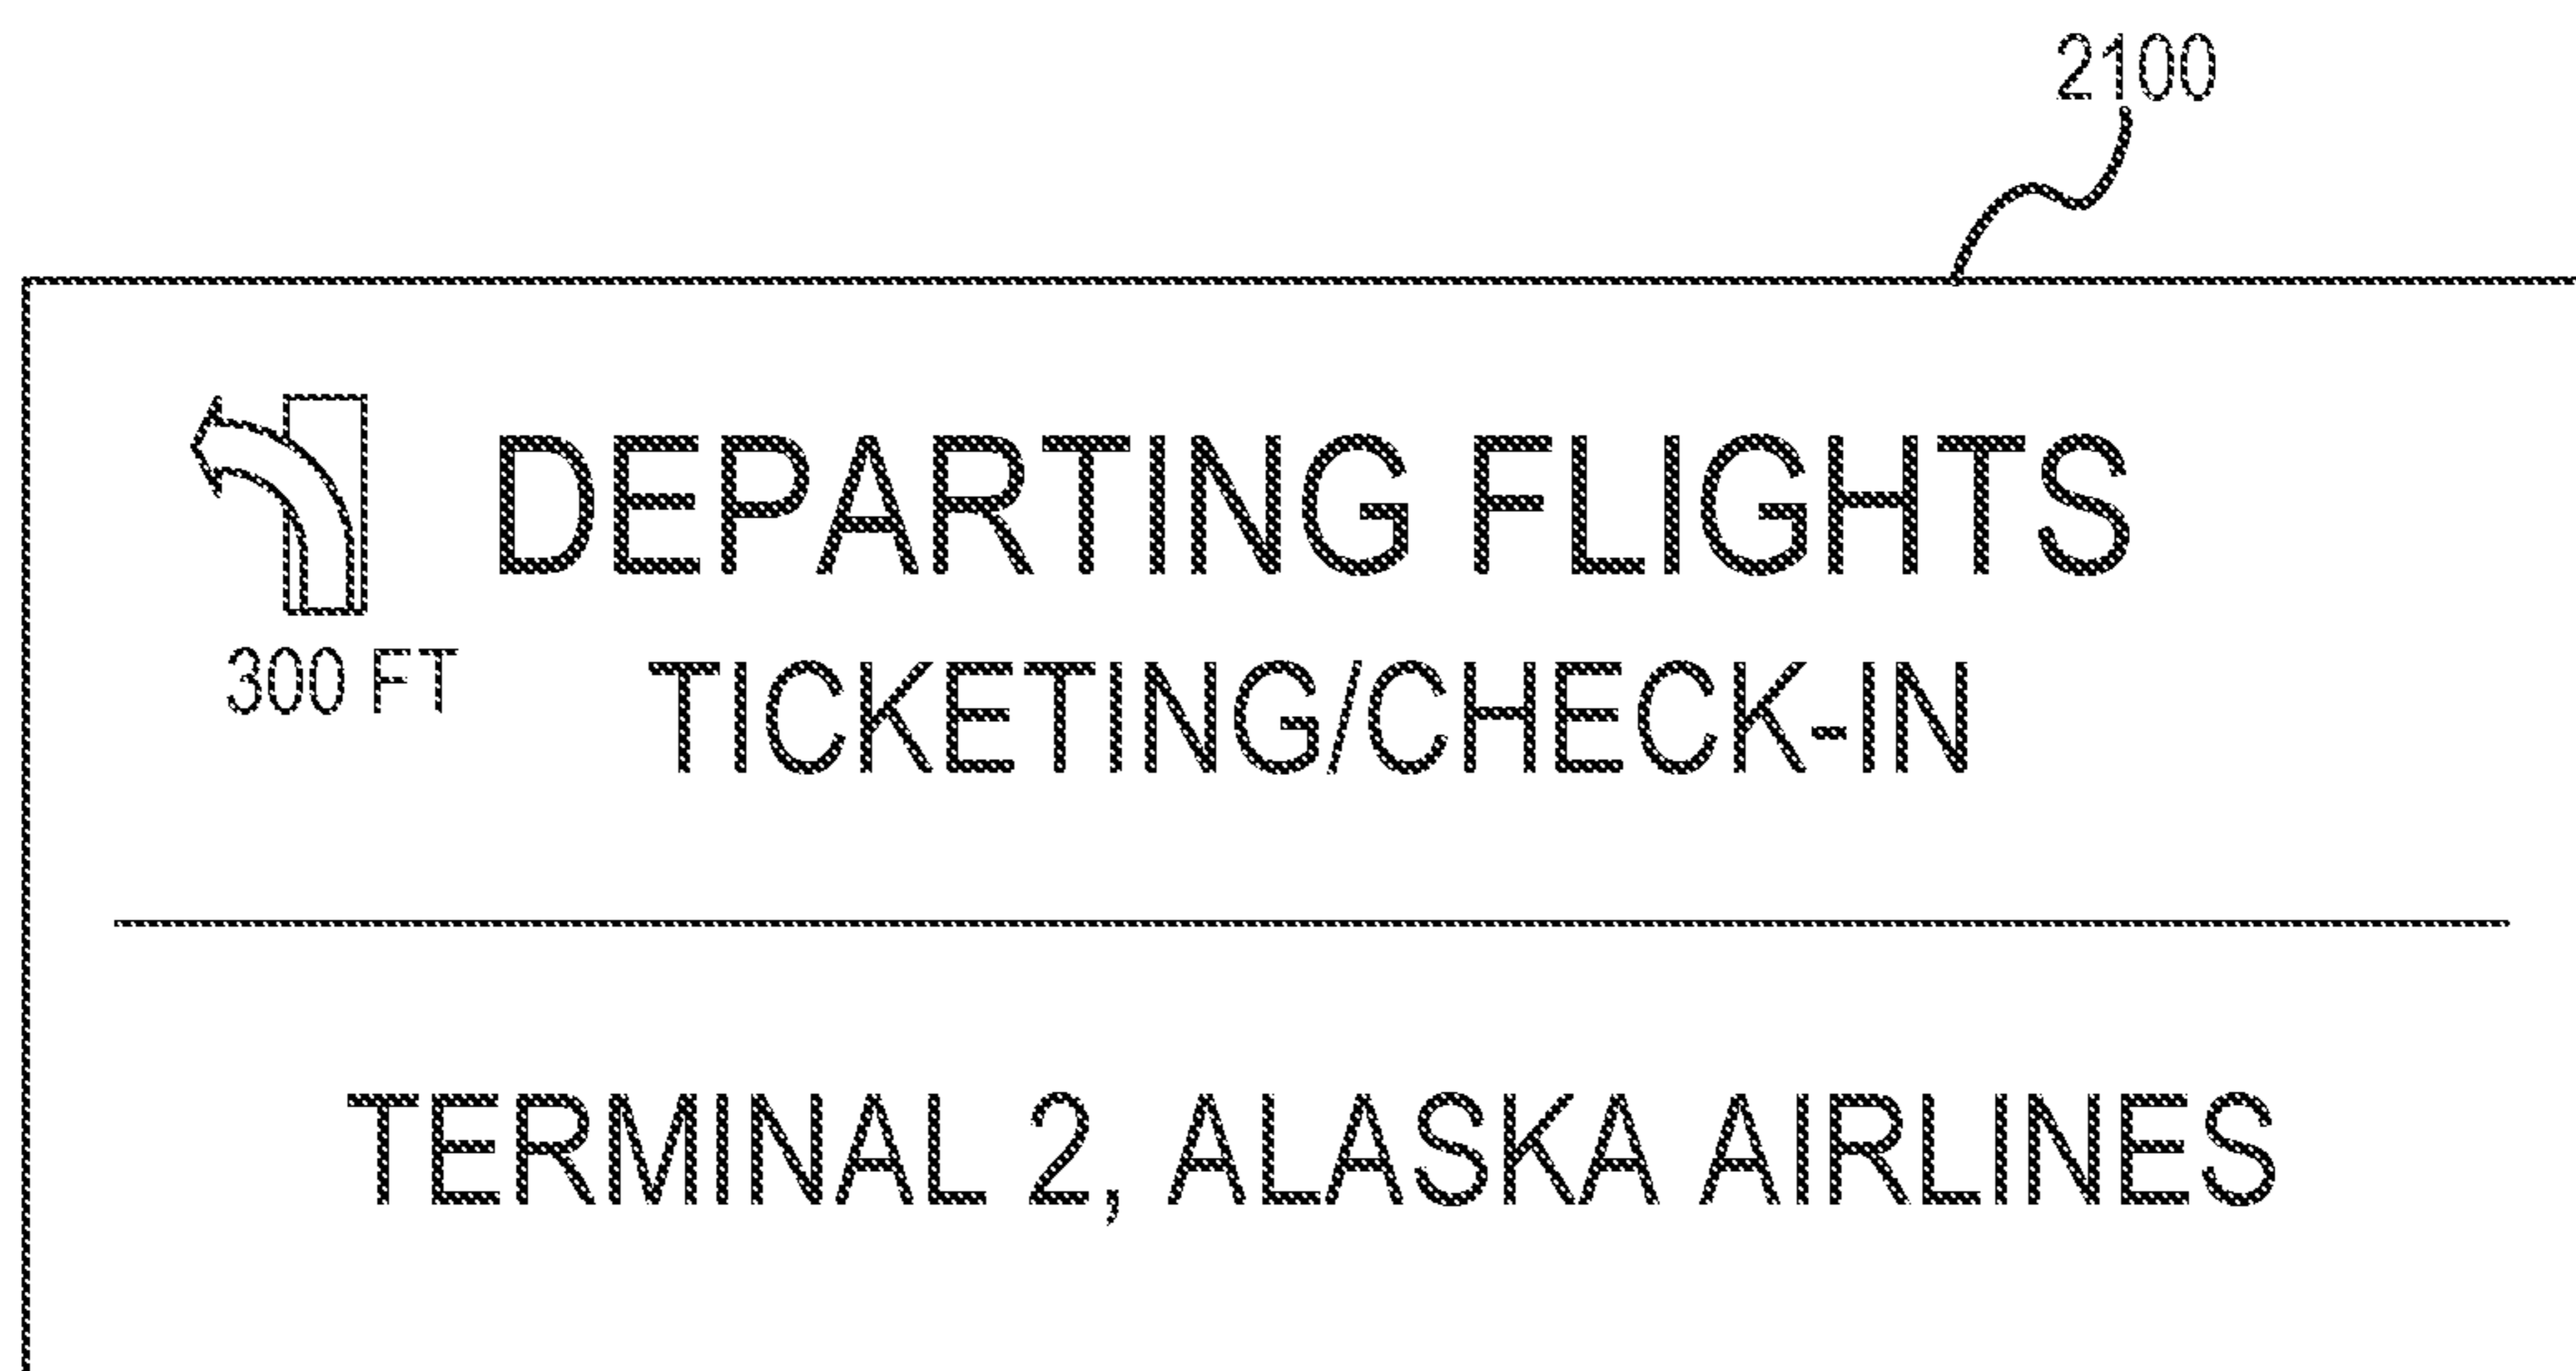 2100
DEPARTING FLIGHTS
300 FT
TICKETING/CHECK-IN
TERMINAL 2, ALASKA AIRLINES